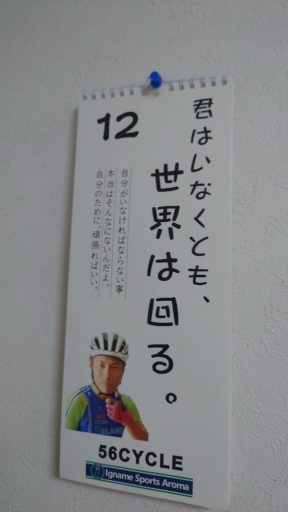 君はいなくとも、
世界は回る。
12
自分がいなければならない事
本当はそんなにないんだよ。
自分のために、頑張ればいい。
56CYCLE
Igname Sports Aroma